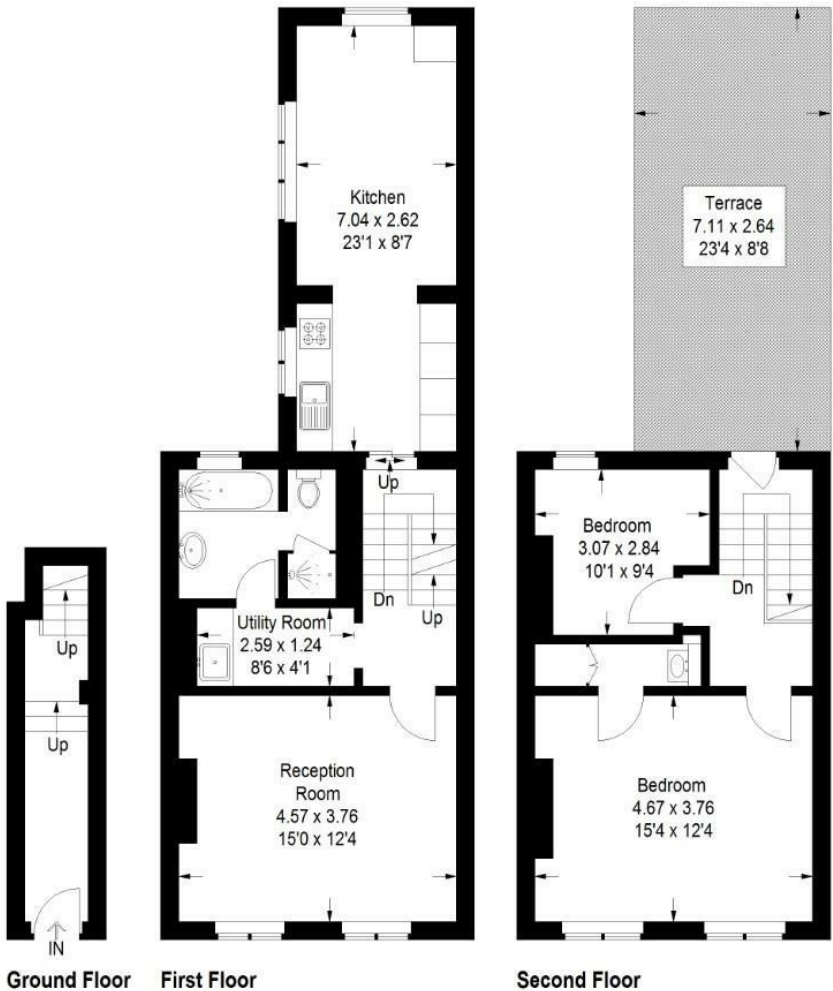 Kitchen
7.04 x 2.62
23'1 x 8'7
Terrace
7.11 x 2.64
23'4 x 8'8
Up
Dn
Up
Utility Room
2.59 x 1.24
8'6 x 4'1
Bedroom
3.07 x 2.84
10'1 x 9'4
Dn
Up
Up
Reception
Room
4.57 x 3.76
15'0 x 12'4
Bedroom
4.67 x 3.76
15'4 x 12'4
IN
Ground Floor
First Floor
Second Floor